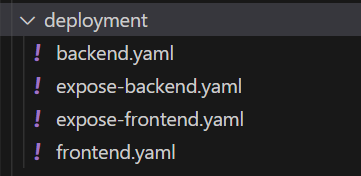 deployment
! backend.yaml
! expose-backend.yaml
! expose-frontend.yaml
! frontend.yaml